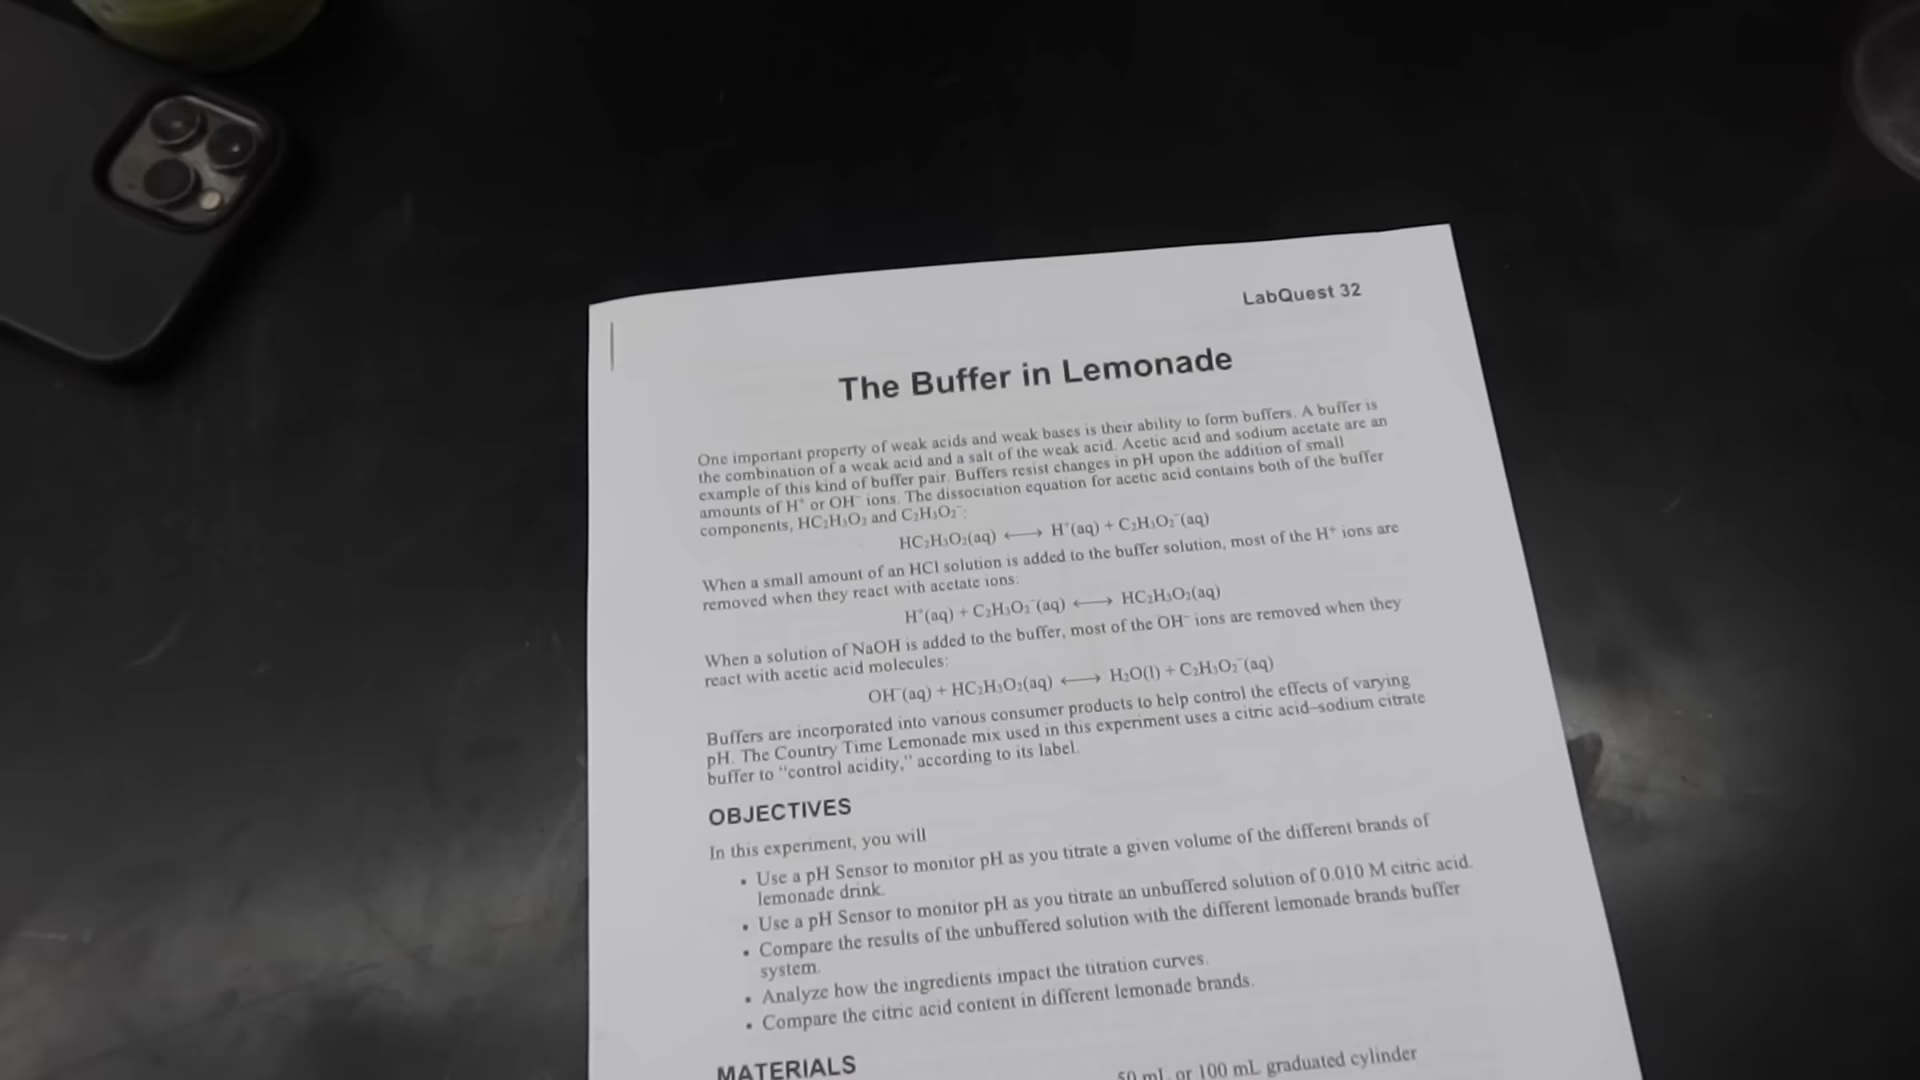 LabQuest 32
The Buffer in Lemonade
One important property of weak acids and weak bases is their ability to form buffers. A buffer is
the combination of a weak acid and a salt of the weak acid. Acetic acid and sodium acetate are an
example of this kind of buffer pair. Buffers resist changes in pH upon the addition of small
amounts of H⁺ or OH⁻ ions. The dissociation equation for acetic acid contains both of the buffer
components, HC₂H₃O₂ and C₂H₃O₂⁻:
HC₂H₃O₂(aq) ⟷ H⁺(aq) + C₂H₃O₂⁻(aq)
When a small amount of an HCl solution is added to the buffer solution, most of the H⁺ ions are
removed when they react with acetate ions:
H⁺(aq) + C₂H₃O₂⁻(aq) ⟷ HC₂H₃O₂(aq)
When a solution of NaOH is added to the buffer, most of the OH⁻ ions are removed when they
react with acetic acid molecules:
OH⁻(aq) + HC₂H₃O₂(aq) ⟷ H₂O(l) + C₂H₃O₂⁻(aq)
Buffers are incorporated into various consumer products to help control the effects of varying
pH. The Country Time Lemonade mix used in this experiment uses a citric acid–sodium citrate
buffer to "control acidity," according to its label.
OBJECTIVES
In this experiment, you will
• Use a pH Sensor to monitor pH as you titrate a given volume of the different brands of
lemonade drink.
• Use a pH Sensor to monitor pH as you titrate an unbuffered solution of 0.010 M citric acid.
• Compare the results of the unbuffered solution with the different lemonade brands buffer
system.
• Analyze how the ingredients impact the titration curves.
• Compare the citric acid content in different lemonade brands.
MATERIALS
50 mL or 100 mL graduated cylinder